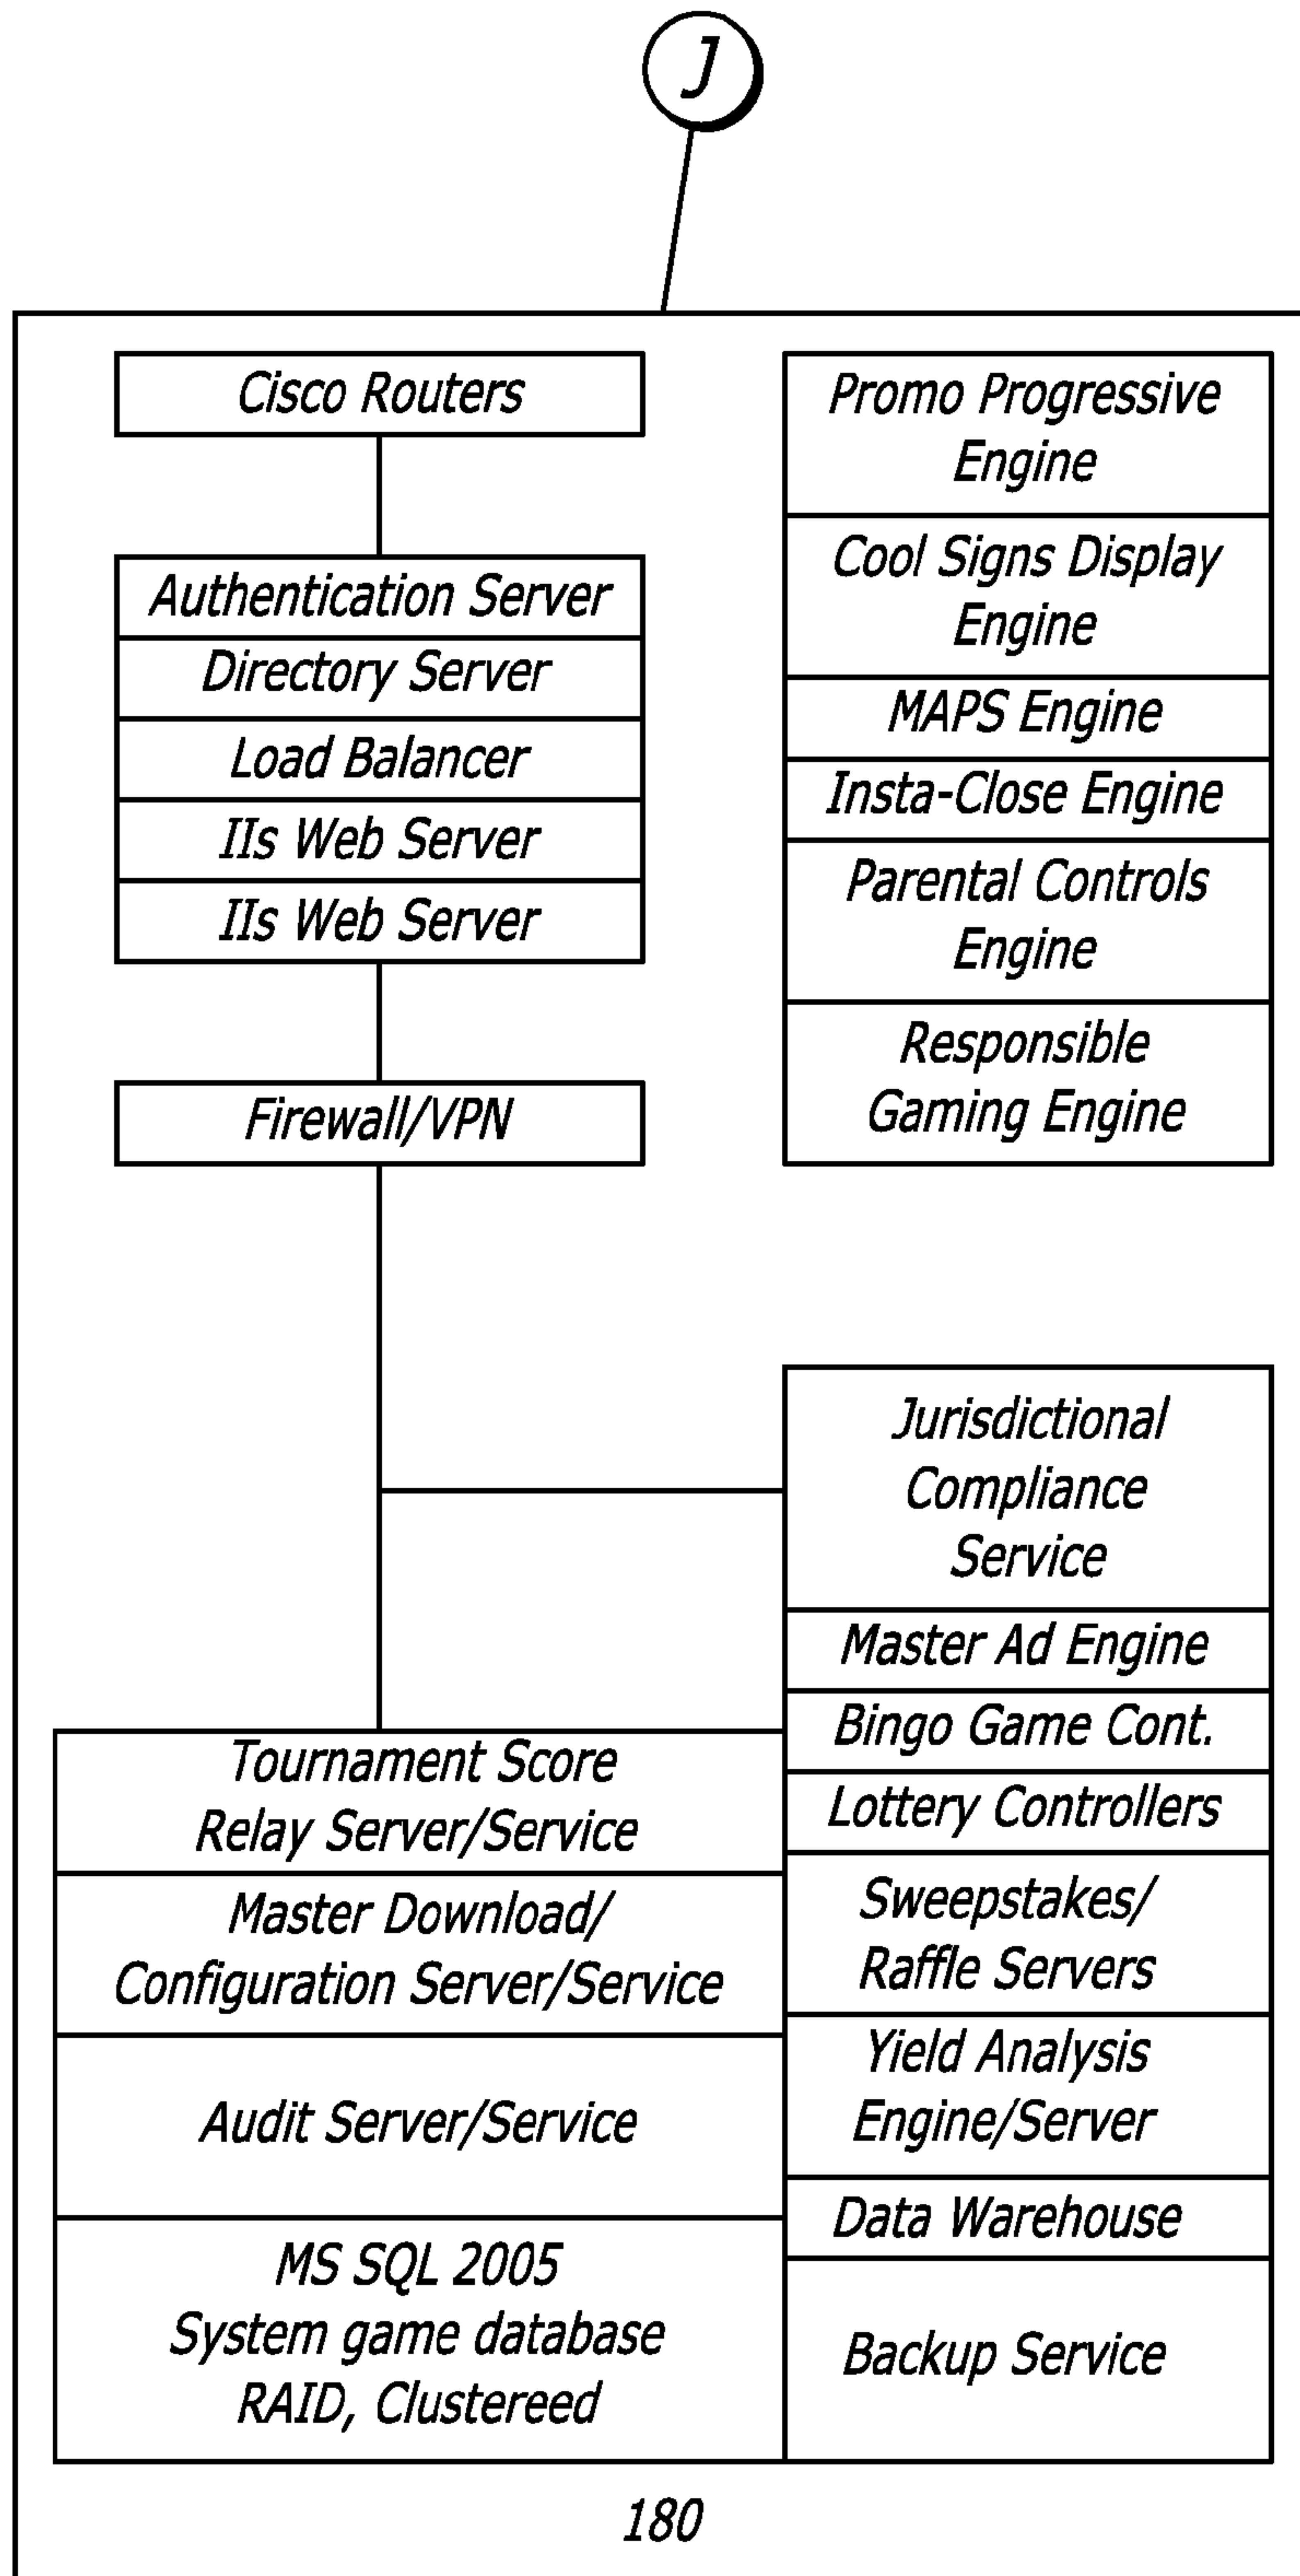 J
Cisco Routers
Authentication Server
Directory Server
Load Balancer
IIs Web Server
IIs Web Server
Firewall/VPN
Promo Progressive
Engine
Cool Signs Display
Engine
MAPS Engine
Insta-Close Engine
Parental Controls
Engine
Responsible
Gaming Engine
Tournament Score
Relay Server/Service
Master Download/
Configuration Server/Service
Audit Server/Service
MS SQL 2005
System game database
RAID, Clustereed
Jurisdictional
Compliance
Service
Master Ad Engine
Bingo Game Cont.
Lottery Controllers
Sweepstakes/
Raffle Servers
Yield Analysis
Engine/Server
Data Warehouse
Backup Service
180